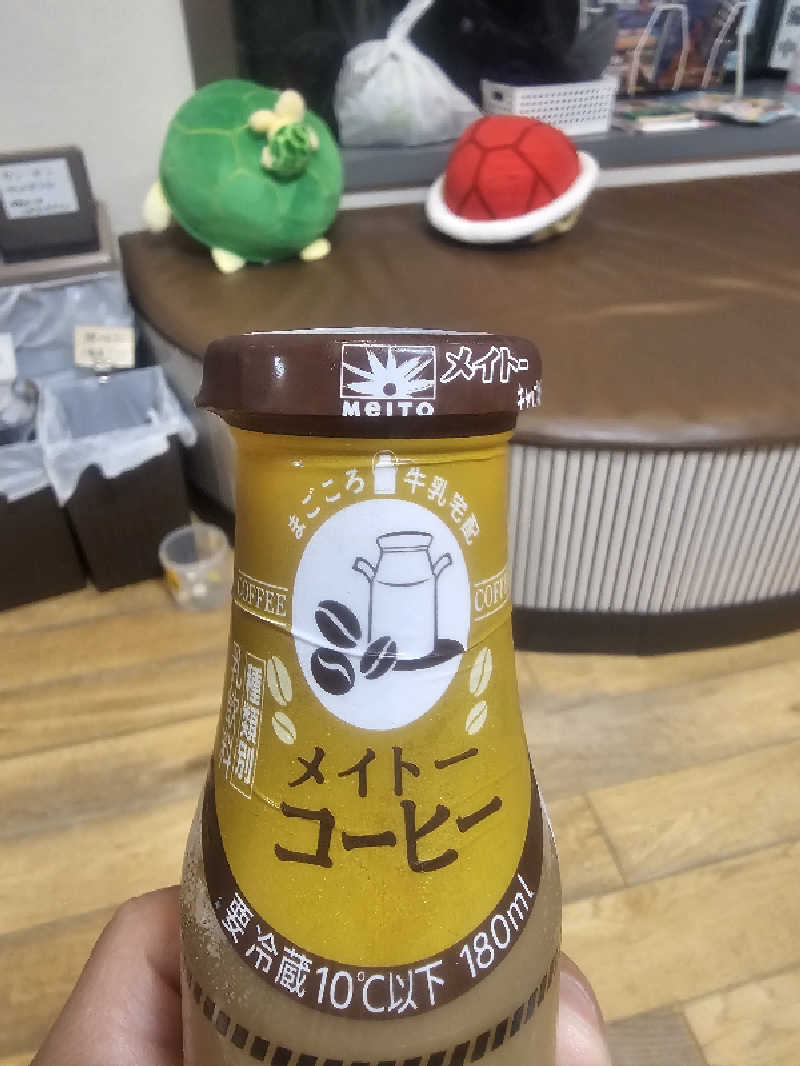 メイトー
MeiTo
まごころ 牛乳宅配
COFFEE
種類別
乳飲料
メイトー
コーヒー
要冷蔵10℃以下 180ml